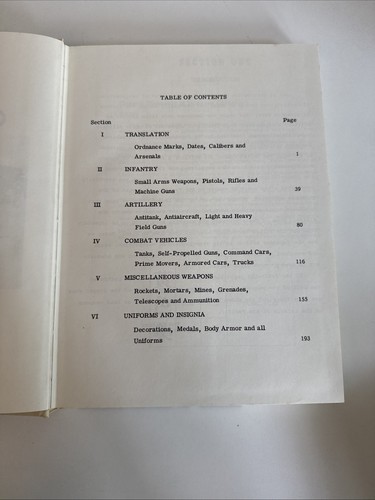 TABLE OF CONTENTS
Section Page
I TRANSLATION
Ordnance Marks, Dates, Calibers and
Arsenals 1
II INFANTRY
Small Arms Weapons, Pistols, Rifles and
Machine Guns 39
III ARTILLERY
Antitank, Antiaircraft, Light and Heavy
Field Guns 80
IV COMBAT VEHICLES
Tanks, Self-Propelled Guns, Command Cars,
Prime Movers, Armored Cars, Trucks 116
V MISCELLANEOUS WEAPONS
Rockets, Mortars, Mines, Grenades,
Telescopes and Ammunition 155
VI UNIFORMS AND INSIGNIA
Decorations, Medals, Body Armor and all
Uniforms 193